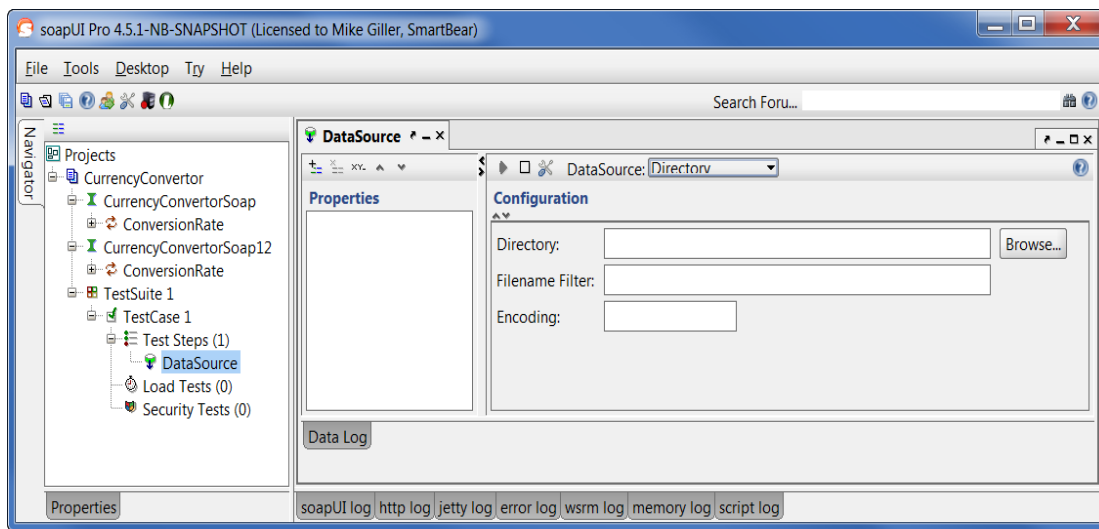 soapUI Pro 4.5.1-NB-SNAPSHOT (Licensed to Mike Giller, SmartBear)
File Tools Desktop Try Help
Search Foru...
Navigator
Projects
CurrencyConvertor
CurrencyConvertorSoap
ConversionRate
CurrencyConvertorSoap12
ConversionRate
TestSuite 1
TestCase 1
Test Steps (1)
DataSource
Load Tests (0)
Security Tests (0)
Properties
DataSource
XY-
DataSource: Directory
Properties
Configuration
Directory: Browse...
Filename Filter:
Encoding:
Data Log
soapUI log http log jetty log error log wsrm log memory log script log